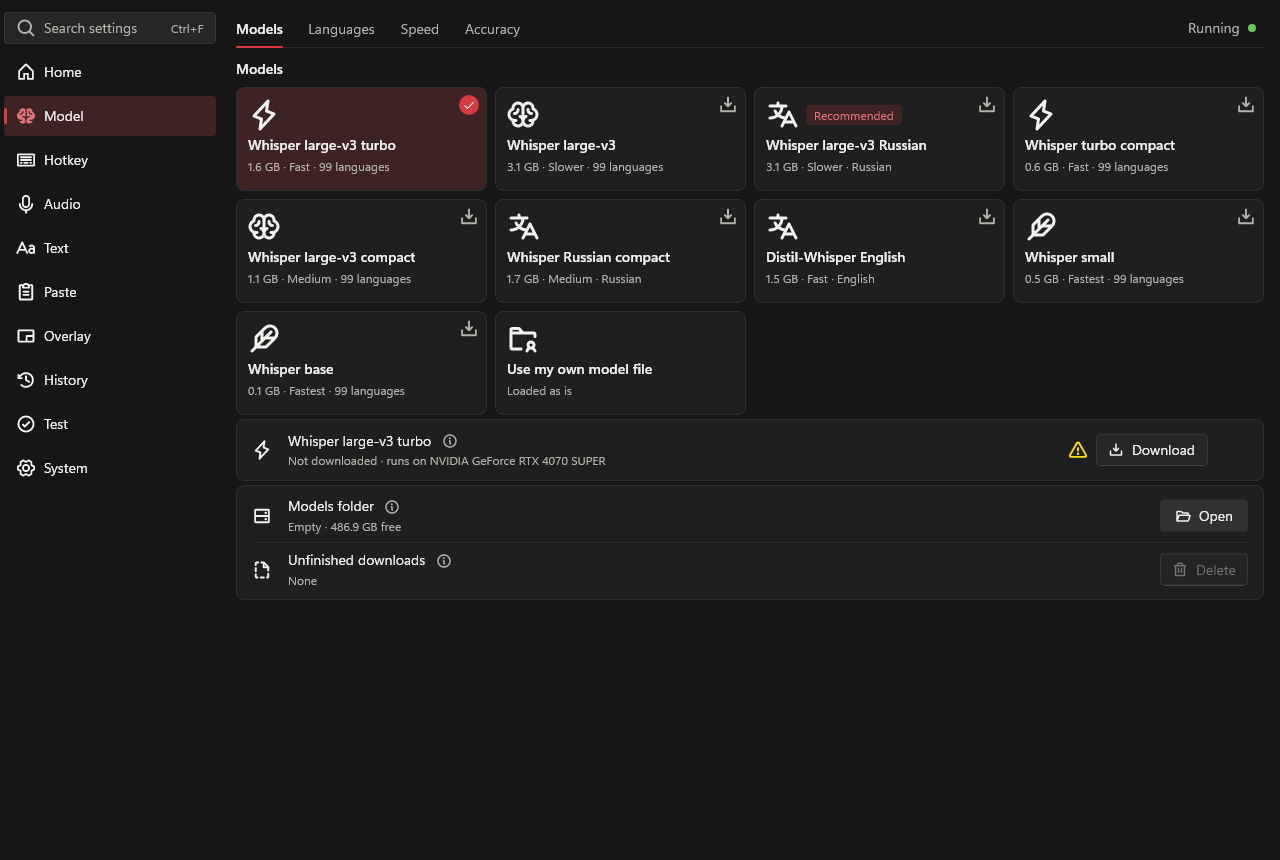 Search settings Ctrl+F
Home
Model
Hotkey
Audio
Text
Paste
Overlay
History
Test
System
Models Languages Speed Accuracy Running
Models
Whisper large-v3 turbo
1.6 GB · Fast · 99 languages
Whisper large-v3
3.1 GB · Slower · 99 languages
Recommended
Whisper large-v3 Russian
3.1 GB · Slower · Russian
Whisper turbo compact
0.6 GB · Fast · 99 languages
Whisper large-v3 compact
1.1 GB · Medium · 99 languages
Whisper Russian compact
1.7 GB · Medium · Russian
Distil-Whisper English
1.5 GB · Fast · English
Whisper small
0.5 GB · Fastest · 99 languages
Whisper base
0.1 GB · Fastest · 99 languages
Use my own model file
Loaded as is
Whisper large-v3 turbo
Not downloaded · runs on NVIDIA GeForce RTX 4070 SUPER
Download
Models folder
Empty · 486.9 GB free
Open
Unfinished downloads
None
Delete